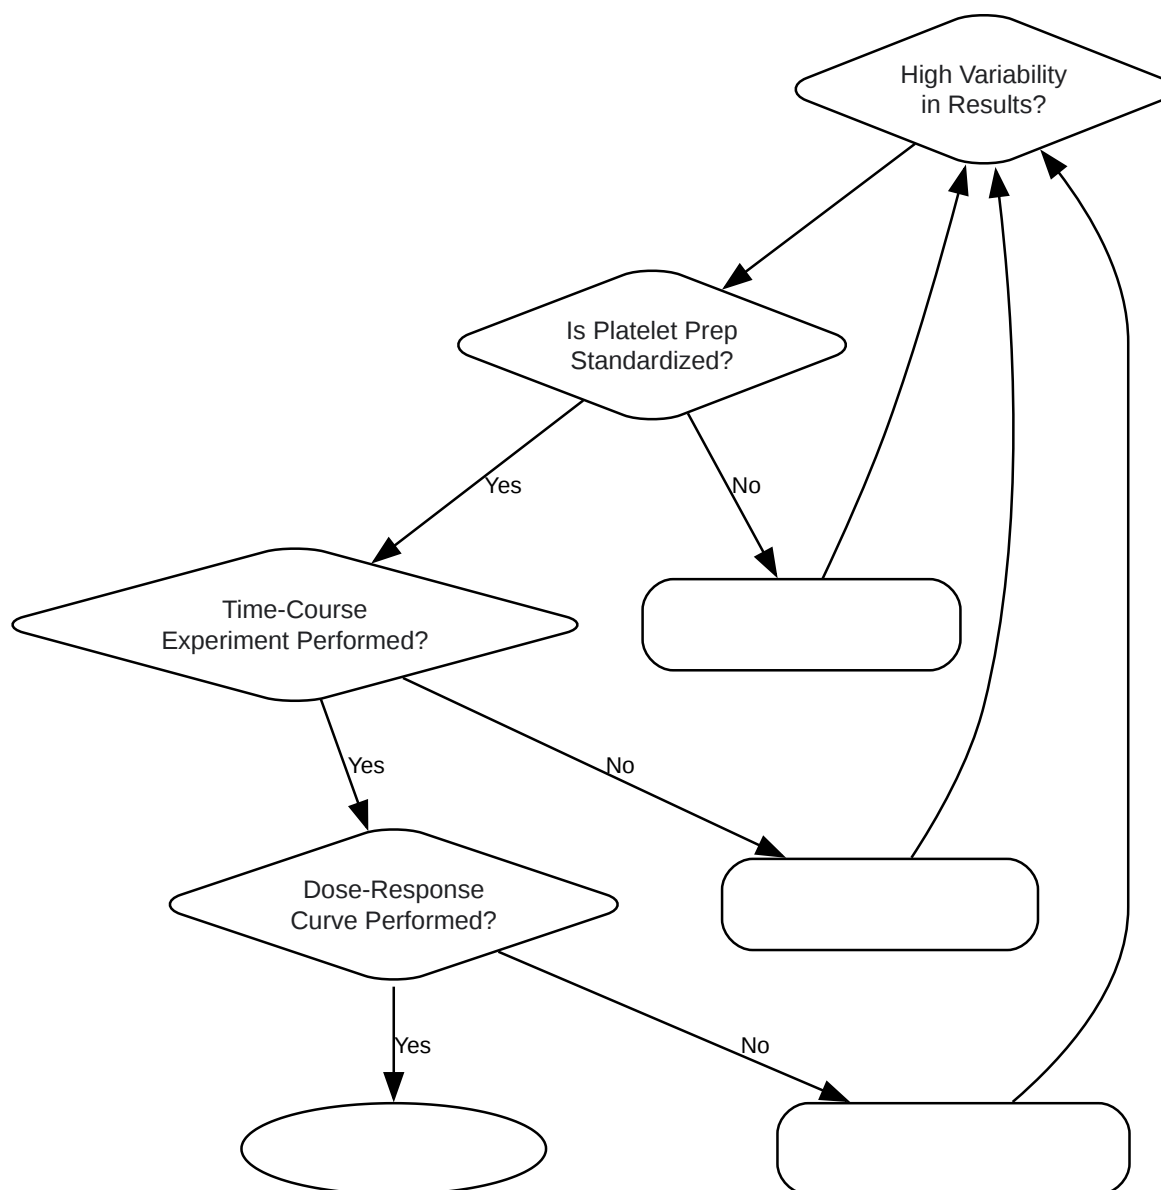 High Variability
in Results?
Is Platelet Prep
Standardized?
Yes
No
Time-Course
Experiment Performed?
Yes
No
Dose-Response
Curve Performed?
Yes
No